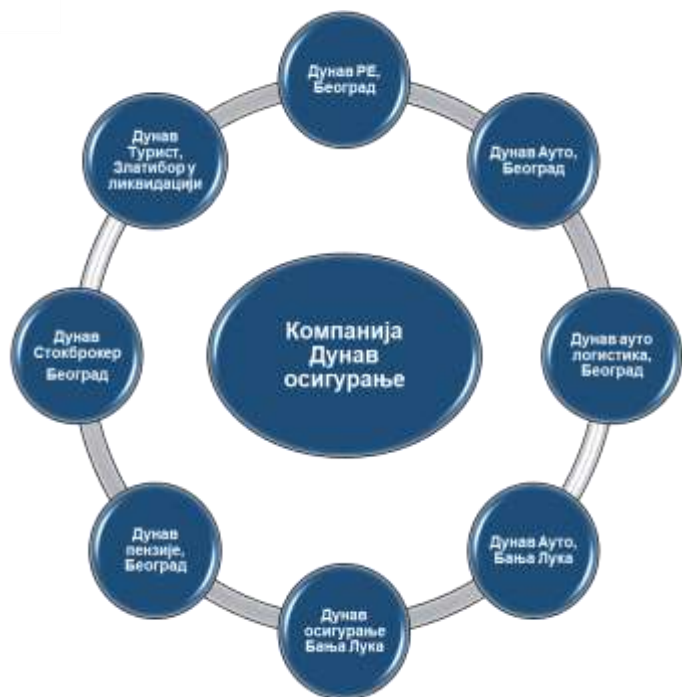 Дунав РЕ,
Београд
Дунав Ауто,
Београд
Дунав ауто
логистика,
Београд
Дунав Ауто,
Бања Лука
Дунав
осигурање
Бања Лука
Дунав
пензије,
Београд
Дунав
Стокброкер
Београд
Дунав
Турист,
Златибор у
ликвидацији
Компанија
Дунав
осигурање